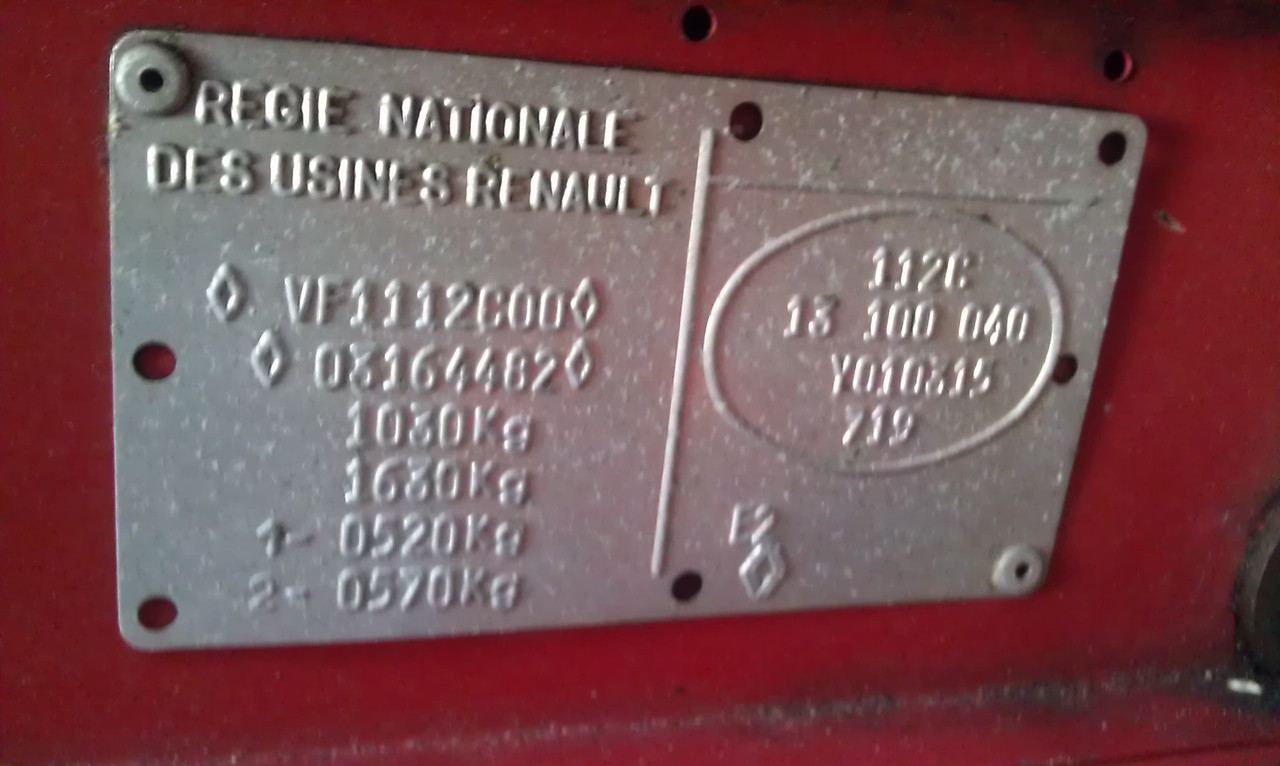 REGIE NATIONALE
DES USINES RENAULT
VF1112C00
03164482
1030Kg
1630Kg
1- 0520Kg
2- 0570Kg
112C
13 100 040
Y010315
719
E2